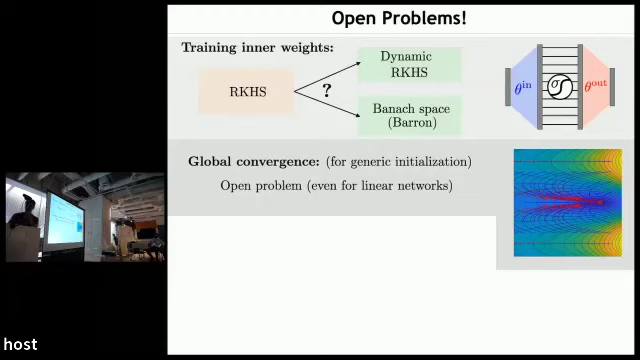 Open Problems!
Training inner weights:
RKHS
?
Dynamic
RKHS
Banach space
(Barron)
θ^in
σ
θ^out
Global convergence: (for generic initialization)
Open problem (even for linear networks)
host